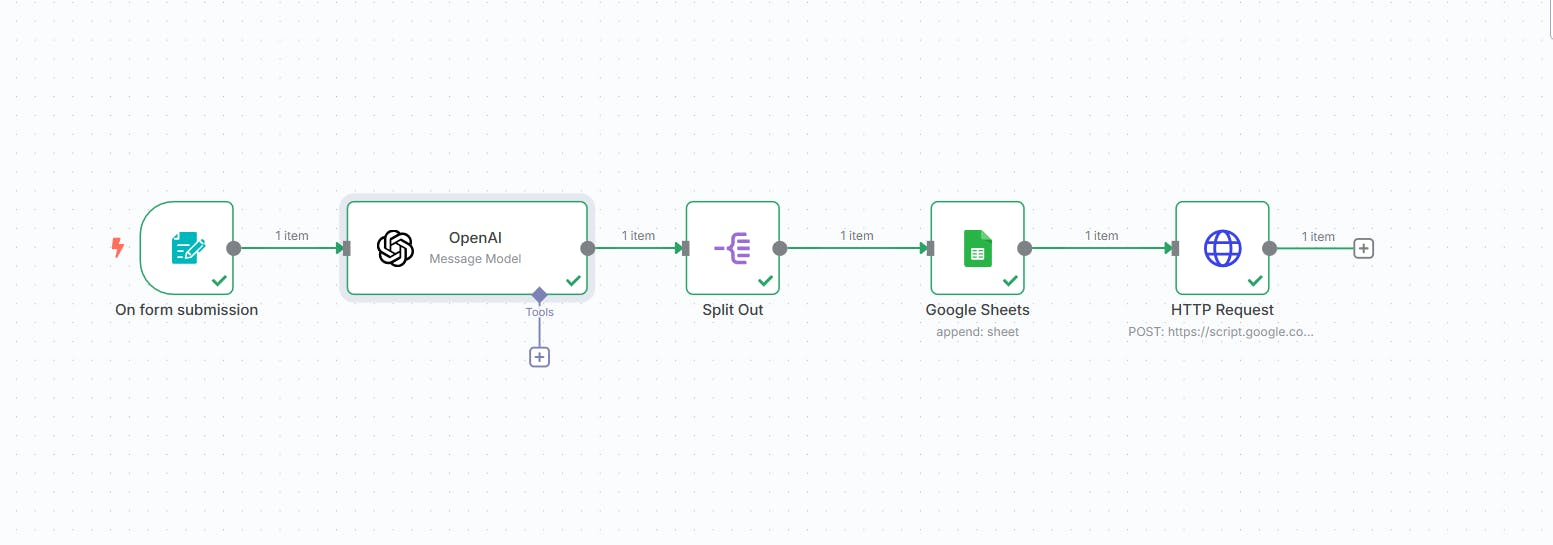 1 item
1 item
1 item
1 item
1 item
OpenAI
Message Model
Tools
On form submission
Split Out
Google Sheets
append: sheet
HTTP Request
POST: https://script.google.co...